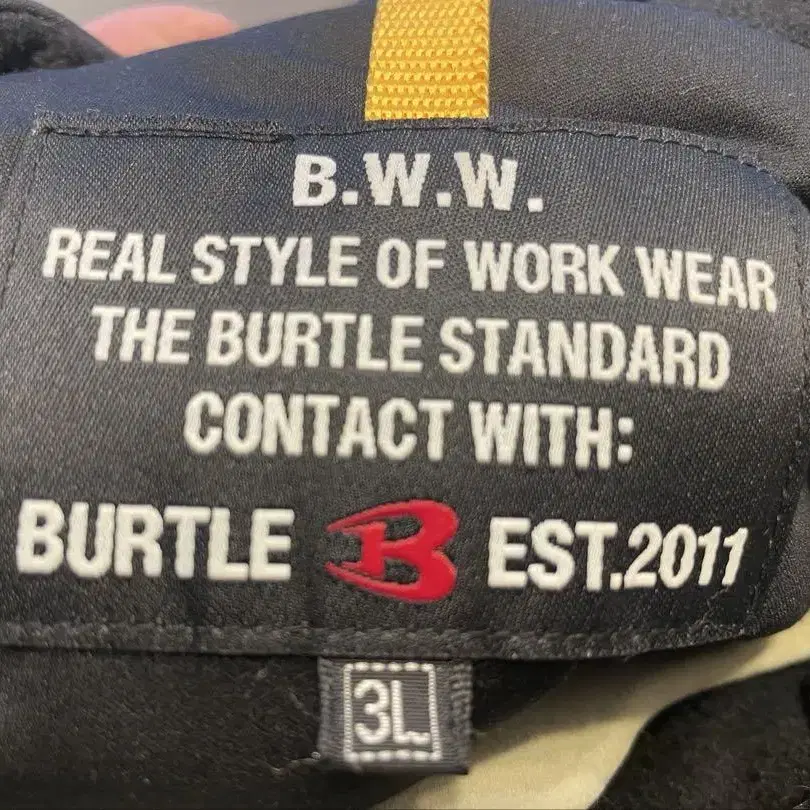 B.W.W.
REAL STYLE OF WORK WEAR
THE BURTLE STANDARD
CONTACT WITH:
BURTLE B EST.2011
3L